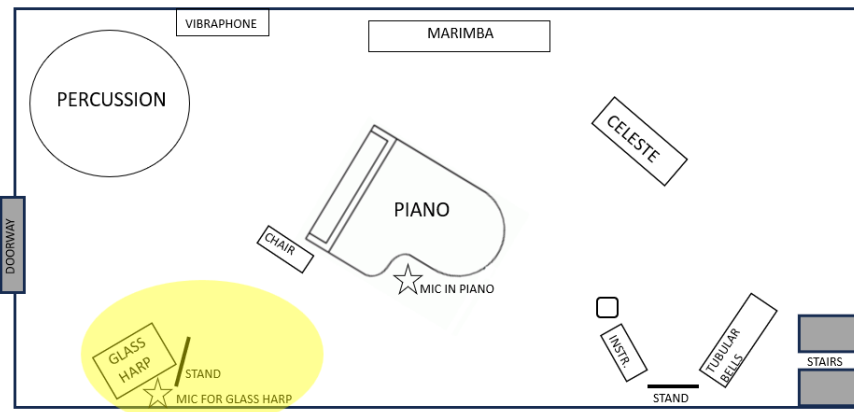 VIBRAPHONE
MARIMBA
PERCUSSION
CELESTE
PIANO
DOORWAY
CHAIR
MIC IN PIANO
GLASS
HARP
STAND
MIC FOR GLASS HARP
INSTR.
TUBULAR
BELLS
STAND
STAIRS